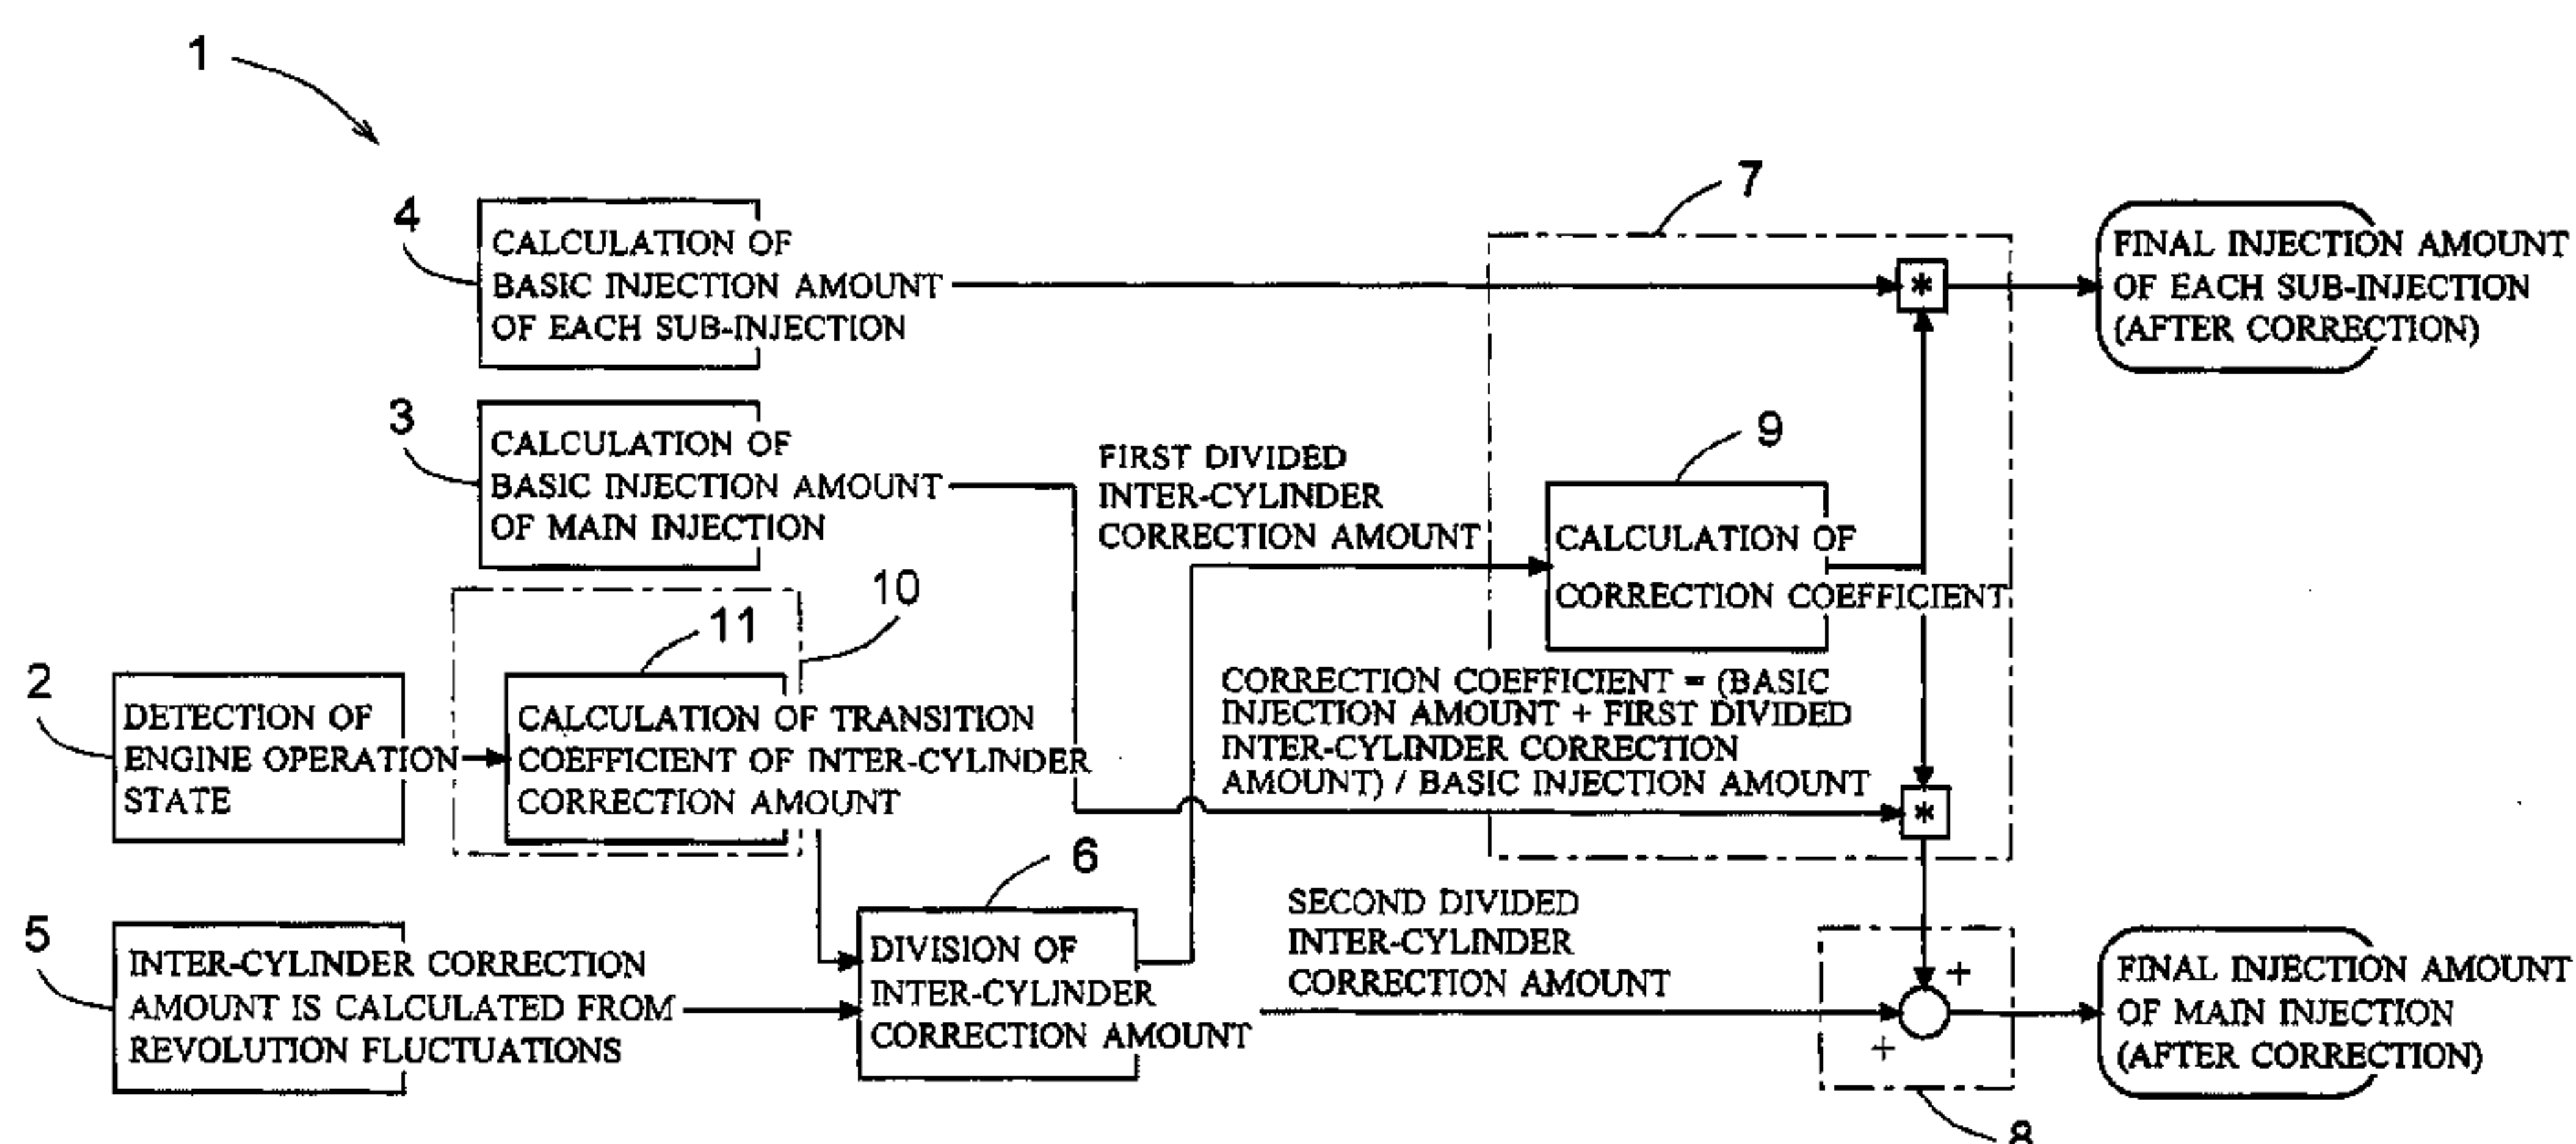 1
4
CALCULATION OF
BASIC INJECTION AMOUNT
OF EACH SUB-INJECTION
7
*
FINAL INJECTION AMOUNT
OF EACH SUB-INJECTION
(AFTER CORRECTION)
3
CALCULATION OF
BASIC INJECTION AMOUNT
OF MAIN INJECTION
FIRST DIVIDED
INTER-CYLINDER
CORRECTION AMOUNT
9
CALCULATION OF
CORRECTION COEFFICIENT
10
11
2
DETECTION OF
ENGINE OPERATION
STATE
CALCULATION OF TRANSITION
COEFFICIENT OF INTER-CYLINDER
CORRECTION AMOUNT
CORRECTION COEFFICIENT = (BASIC
INJECTION AMOUNT + FIRST DIVIDED
INTER-CYLINDER CORRECTION
AMOUNT) / BASIC INJECTION AMOUNT
*
5
INTER-CYLINDER CORRECTION
AMOUNT IS CALCULATED FROM
REVOLUTION FLUCTUATIONS
6
DIVISION OF
INTER-CYLINDER
CORRECTION AMOUNT
SECOND DIVIDED
INTER-CYLINDER
CORRECTION AMOUNT
+
+
8
FINAL INJECTION AMOUNT
OF MAIN INJECTION
(AFTER CORRECTION)